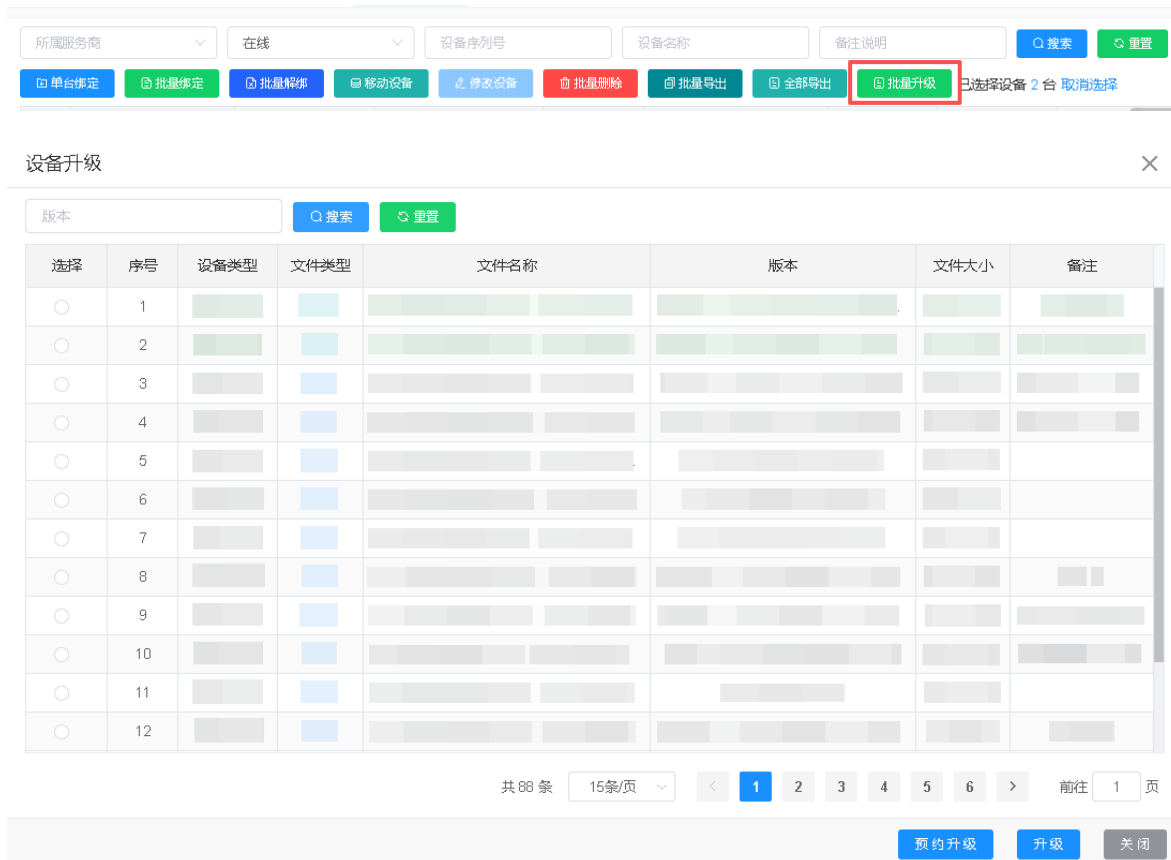 所属服务商 在线 设备序列号 设备名称 备注说明 搜索 重置
单台绑定 批量绑定 批量解绑 移动设备 修改设备 批量删除 批量导出 全部导出 批量升级 已选择设备 2 台 取消选择
设备升级
版本 搜索 重置
选择 序号 设备类型 文件类型 文件名称 版本 文件大小 备注
1
2
3
4
5
6
7
8
9
10
11
12
共 88 条 15条/页 1 2 3 4 5 6 前往 1 页
预约升级 升级 关闭